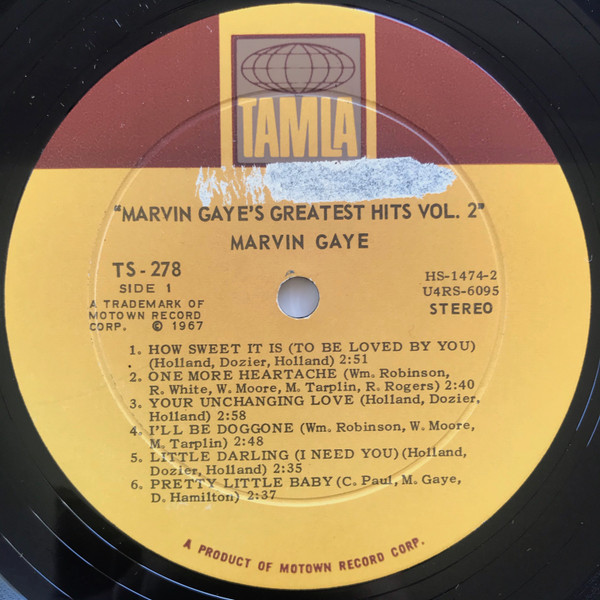 TAMLA
"MARVIN GAYE'S GREATEST HITS VOL. 2"
MARVIN GAYE
TS-278
SIDE 1
A TRADEMARK OF
MOTOWN RECORD
CORP. © 1967
HS-1474-2
U4RS-6095
STEREO
1. HOW SWEET IT IS (TO BE LOVED BY YOU)
(Holland, Dozier, Holland) 2:51
2. ONE MORE HEARTACHE (Wm. Robinson,
R. White, W. Moore, M. Tarplin, R. Rogers) 2:40
3. YOUR UNCHANGING LOVE (Holland, Dozier,
Holland) 2:58
4. I'LL BE DOGGONE (Wm. Robinson, W. Moore,
M. Tarplin) 2:48
5. LITTLE DARLING (I NEED YOU) (Holland,
Dozier, Holland) 2:35
6. PRETTY LITTLE BABY (C. Paul, M. Gaye,
D. Hamilton) 2:37
A PRODUCT OF MOTOWN RECORD CORP.